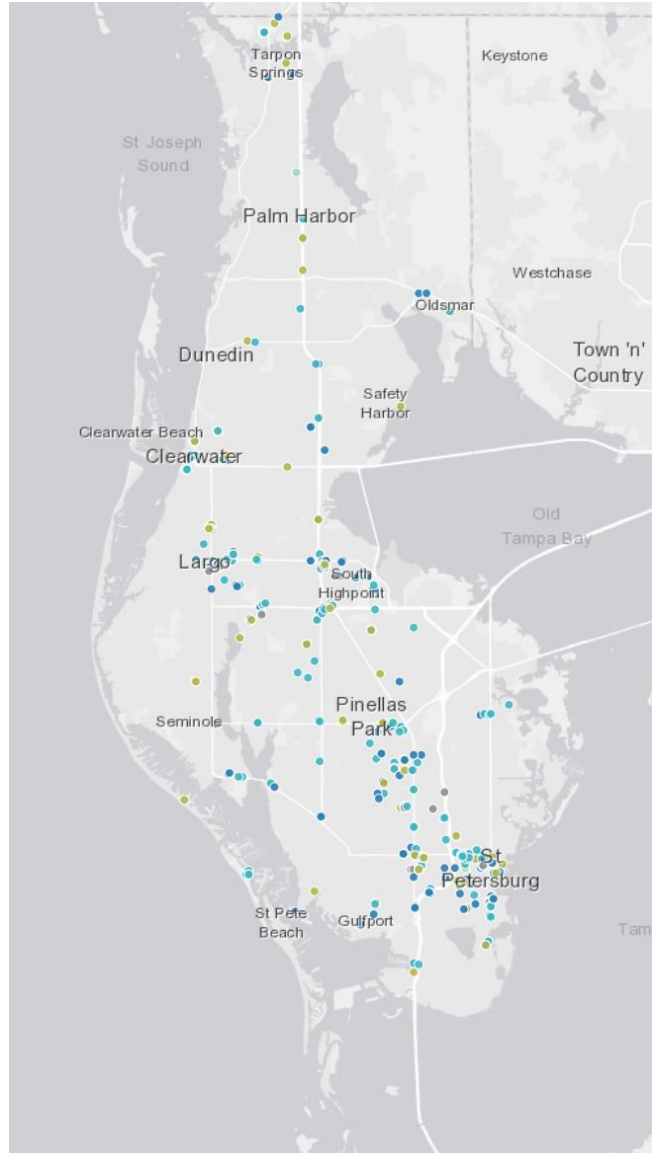 Tarpon
Springs
Keystone
St Joseph
Sound
Palm Harbor
Westchase
Oldsmar
Dunedin
Town 'n'
Country
Safety
Harbor
Clearwater Beach
Clearwater
Old
Tampa Bay
Largo
South
Highpoint
Pinellas
Park
Seminole
St
Petersburg
St Pete
Beach
Gulfport
Tam